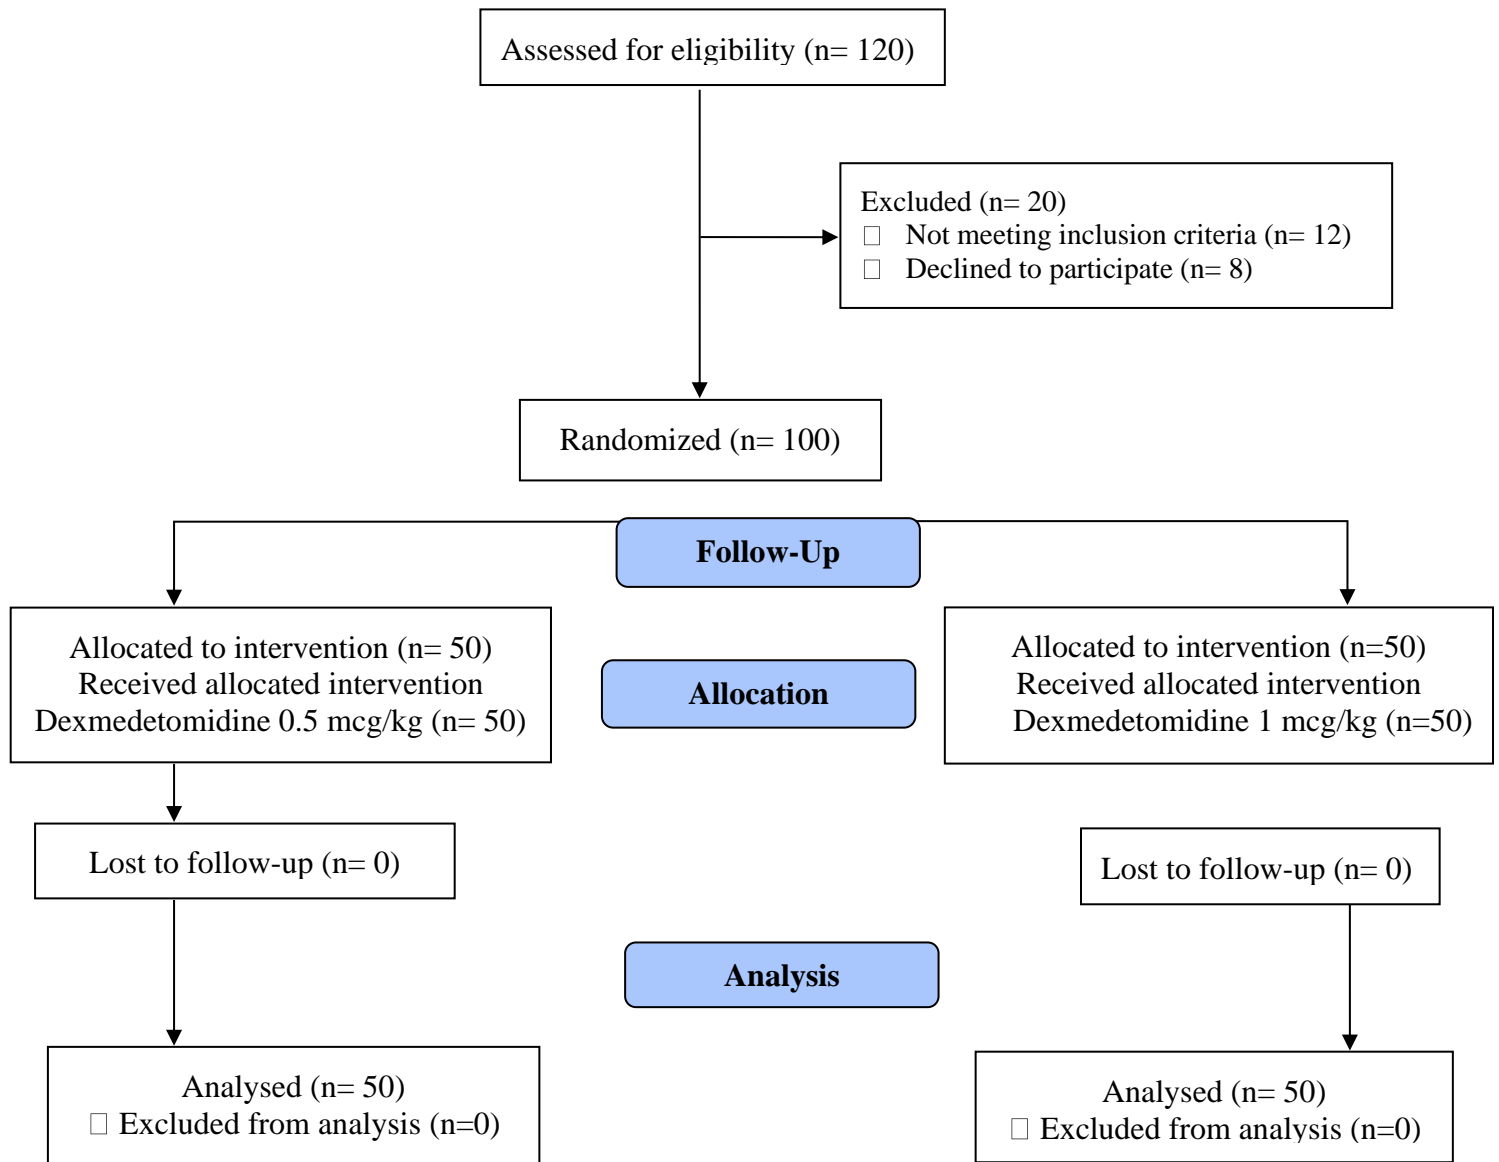 Assessed for eligibility (n= 120)
Excluded (n= 20)
□ Not meeting inclusion criteria (n= 12)
□ Declined to participate (n= 8)
Randomized (n= 100)
Follow-Up
Allocated to intervention (n= 50)
Received allocated intervention
Dexmedetomidine 0.5 mcg/kg (n= 50)
Allocation
Allocated to intervention (n=50)
Received allocated intervention
Dexmedetomidine 1 mcg/kg (n=50)
Lost to follow-up (n= 0)
Lost to follow-up (n= 0)
Analysis
Analysed (n= 50)
□ Excluded from analysis (n=0)
Analysed (n= 50)
□ Excluded from analysis (n=0)